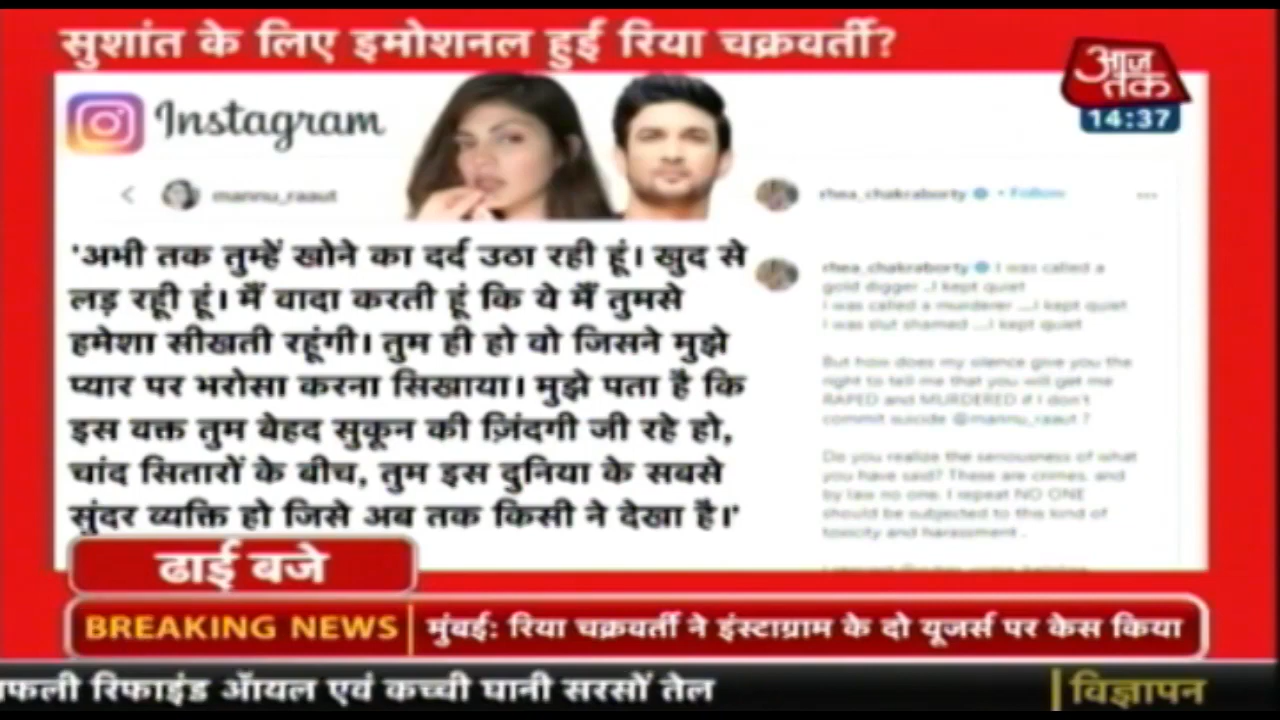 सुशांत के लिए इमोशनल हुई रिया चक्रवर्ती?
आज
तक
14:37
Instagram
mannu_raaut
rhea_chakraborty • Follow
'अभी तक तुम्हें खोने का दर्द उठा रही हूं। खुद से
लड़ रहूी हूं। मैं वादा करती हूं कि ये मैं तुमसे
हमेशा सीखती रहूंगी। तुम ही हो वो जिसने मुझे
प्यार पर भरोसा करना सिखाया। मुझे पता है कि
इस वक्त तुम बेहद सुकून की ज़िंदगी जी रहे हो,
चांद सितारों के बीच, तुम इस दुनिया के सबसे
सुंदर व्यक्ति हो जिसे अब तक किसी ने देखा है।'
rhea_chakraborty I was called a
gold digger ..I kept quiet
I was called a murderer ....I kept quiet
I was slut shamed ....I kept quiet
But how does my silence give you the
right to tell me that you will get me
RAPED and MURDERED if I don't
commit suicide @mannu_raaut ?
Do you realize the seriousness of what
you have said? These are crimes, and
by law no one, I repeat NO ONE
should be subjected to this kind of
toxicity and harassment .
ढाई बजे
BREAKING NEWS
मुंबई: रिया चक्रवर्ती ने इंस्टाग्राम के दो यूजर्स पर केस किया
फली रिफाइंड ऑयल एवं कच्ची घानी सरसों तेल
विज्ञापन